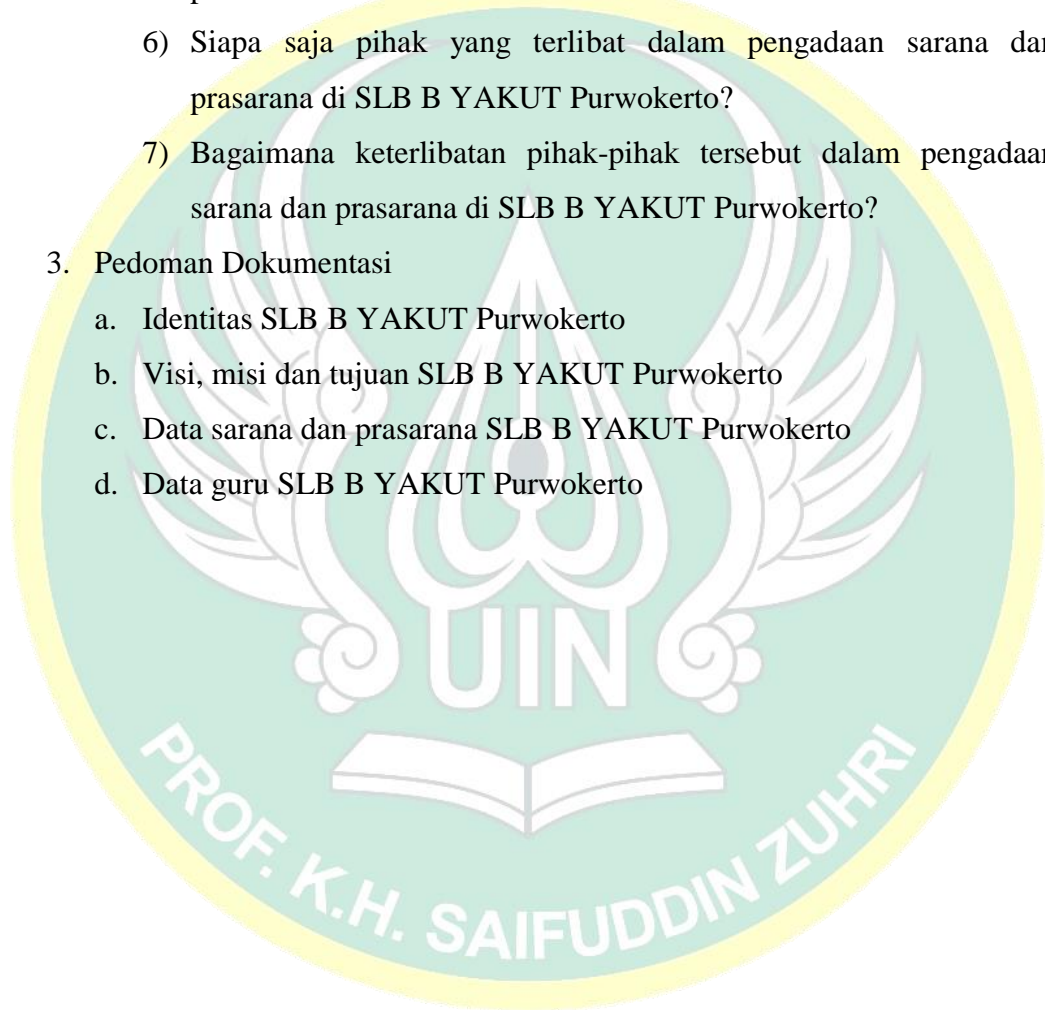 6) Siapa saja pihak yang terlibat dalam pengadaan sarana dan
prasarana di SLB B YAKUT Purwokerto?
7) Bagaimana keterlibatan pihak-pihak tersebut dalam pengadaan
sarana dan prasarana di SLB B YAKUT Purwokerto?
3. Pedoman Dokumentasi
a. Identitas SLB B YAKUT Purwokerto
b. Visi, misi dan tujuan SLB B YAKUT Purwokerto
c. Data sarana dan prasarana SLB B YAKUT Purwokerto
d. Data guru SLB B YAKUT Purwokerto
UIN
PROF. K.H. SAIFUDDIN ZUHRI